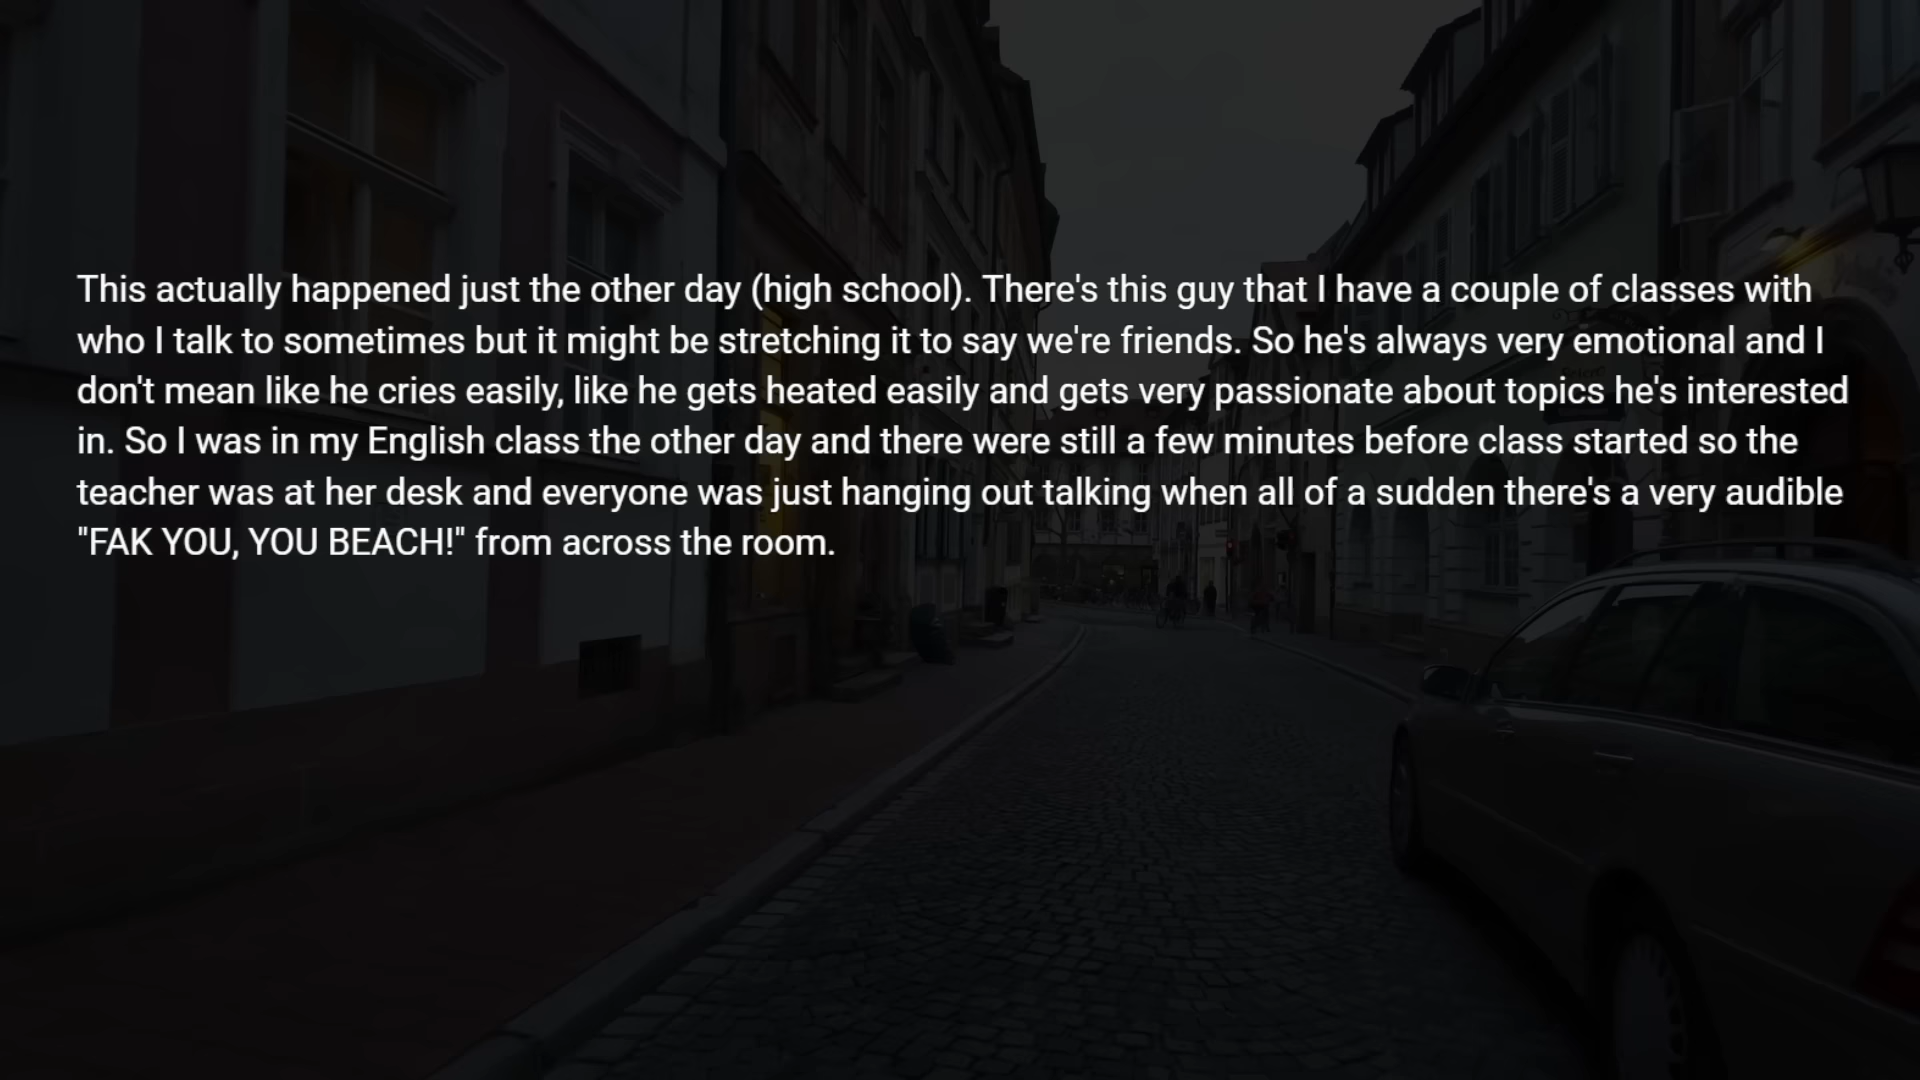 This actually happened just the other day (high school). There's this guy that I have a couple of classes with
who I talk to sometimes but it might be stretching it to say we're friends. So he's always very emotional and I
don't mean like he cries easily, like he gets heated easily and gets very passionate about topics he's interested
in. So I was in my English class the other day and there were still a few minutes before class started so the
teacher was at her desk and everyone was just hanging out talking when all of a sudden there's a very audible
"FAK YOU, YOU BEACH!" from across the room.